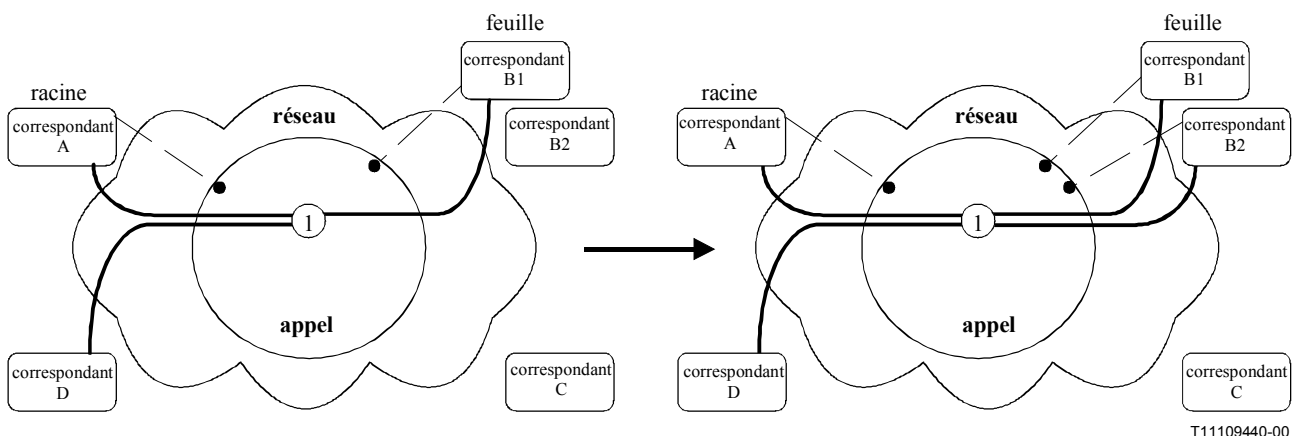 feuille
correspondant
B1
racine
correspondant
A
réseau
correspondant
B2
1
appel
correspondant
D
correspondant
C
feuille
correspondant
B1
racine
correspondant
A
réseau
correspondant
B2
1
appel
correspondant
D
correspondant
C
T11109440-00